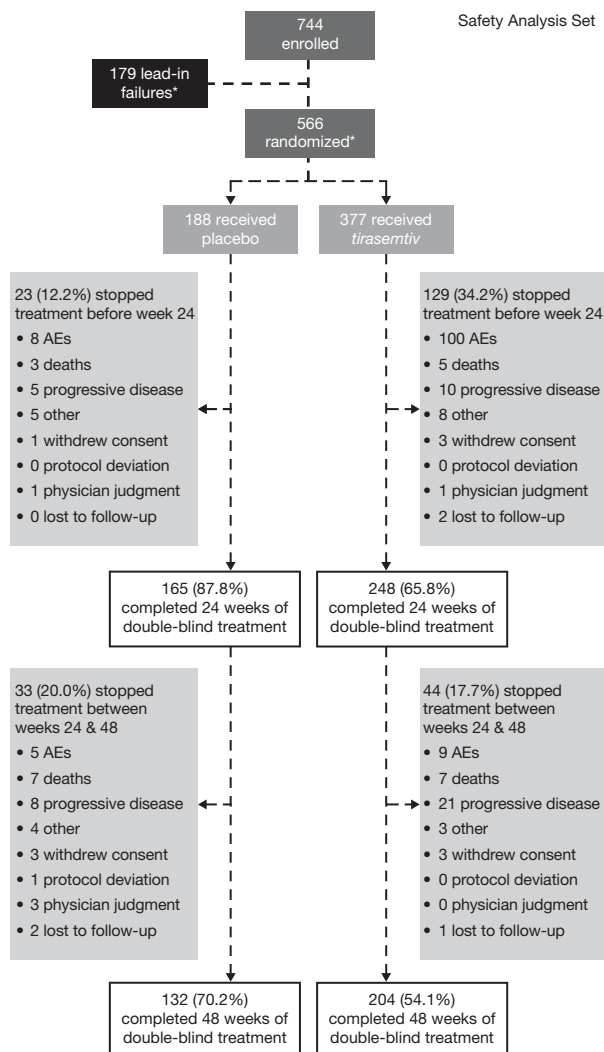 744
enrolled
Safety Analysis Set
179 lead-in
failures*
566
randomized*
188 received
placebo
377 received
tirasemtiv
23 (12.2%) stopped
treatment before week 24
• 8 AEs
• 3 deaths
• 5 progressive disease
• 5 other
• 1 withdrew consent
• 0 protocol deviation
• 1 physician judgment
• 0 lost to follow-up
129 (34.2%) stopped
treatment before week 24
• 100 AEs
• 5 deaths
• 10 progressive disease
• 8 other
• 3 withdrew consent
• 0 protocol deviation
• 1 physician judgment
• 2 lost to follow-up
165 (87.8%)
completed 24 weeks of
double-blind treatment
248 (65.8%)
completed 24 weeks of
double-blind treatment
33 (20.0%) stopped
treatment between
weeks 24 & 48
• 5 AEs
• 7 deaths
• 8 progressive disease
• 4 other
• 3 withdrew consent
• 1 protocol deviation
• 3 physician judgment
• 2 lost to follow-up
44 (17.7%) stopped
treatment between
weeks 24 & 48
• 9 AEs
• 7 deaths
• 21 progressive disease
• 3 other
• 3 withdrew consent
• 0 protocol deviation
• 0 physician judgment
• 1 lost to follow-up
132 (70.2%)
completed 48 weeks of
double-blind treatment
204 (54.1%)
completed 48 weeks of
double-blind treatment